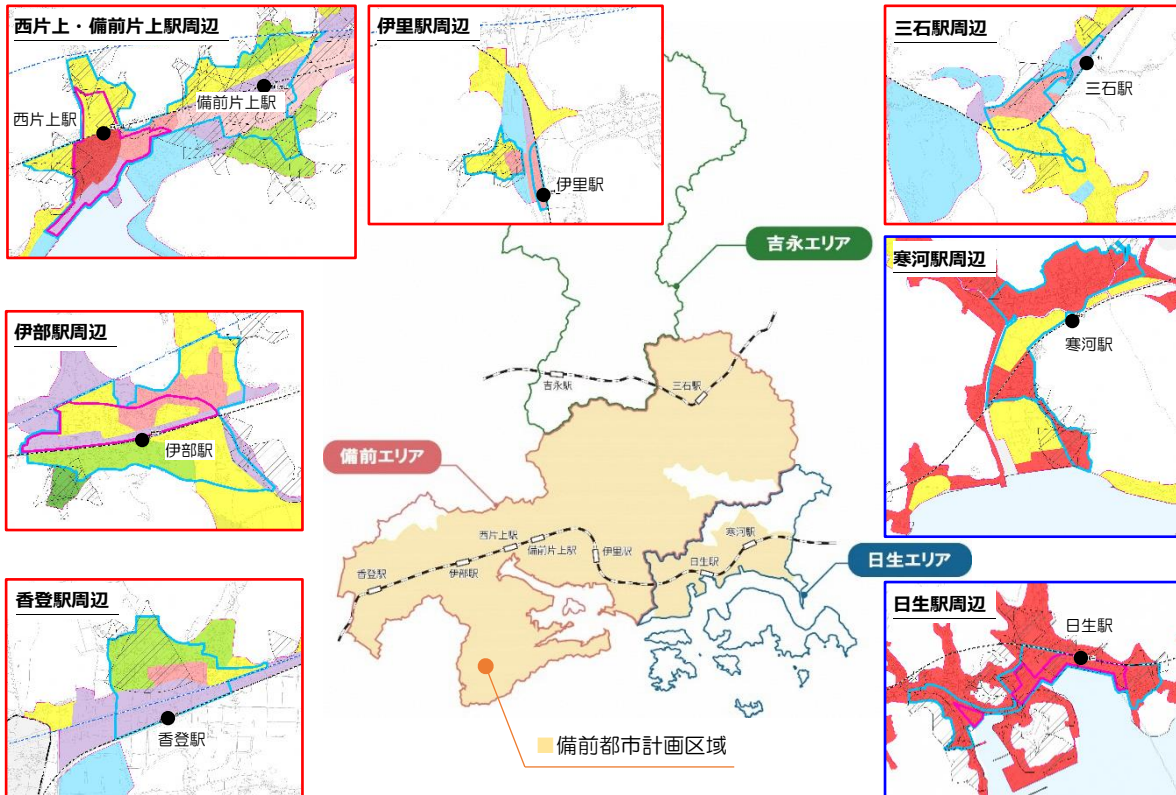 西片上・備前片上駅周辺
備前片上駅
西片上駅
伊里駅周辺
伊里駅
三石駅周辺
三石駅
吉永エリア
寒河駅周辺
寒河駅
伊部駅周辺
伊部駅
吉永駅
三石駅
備前エリア
西片上駅
備前片上駅
伊里駅
寒河駅
日生駅
香登駅
伊部駅
日生エリア
香登駅周辺
香登駅
日生駅周辺
日生駅
備前都市計画区域